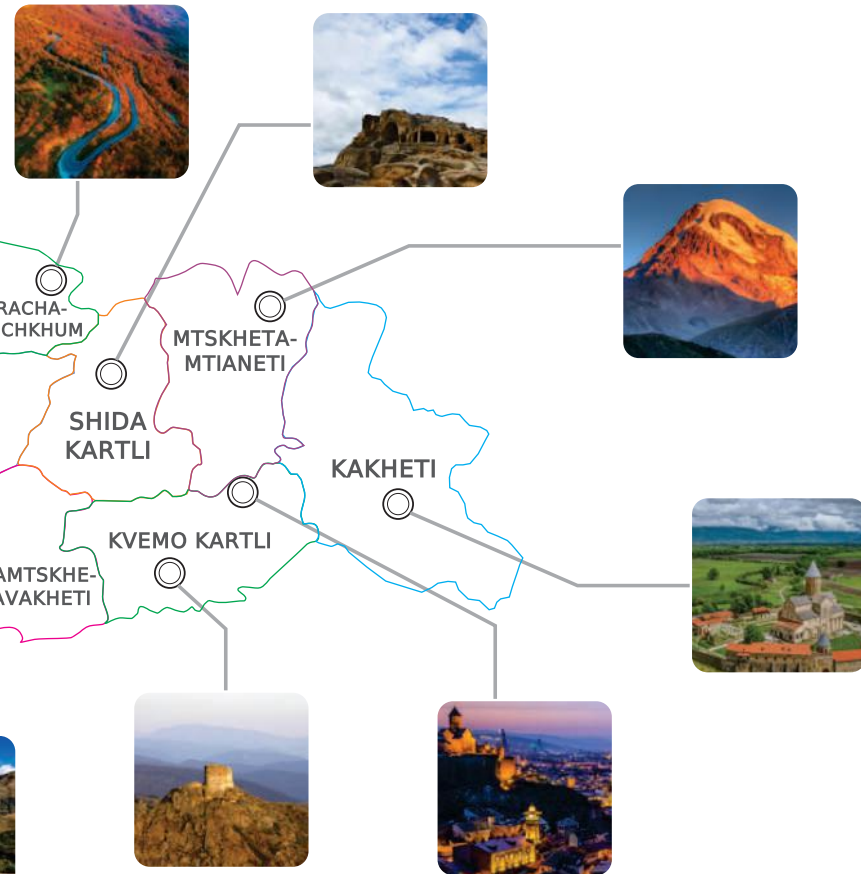 RACHA-
CHKHUM
MTSKHETA-
MTIANETI
SHIDA
KARTLI
KAKHETI
KVEMO KARTLI
AMTSKHE-
AVAKHETI